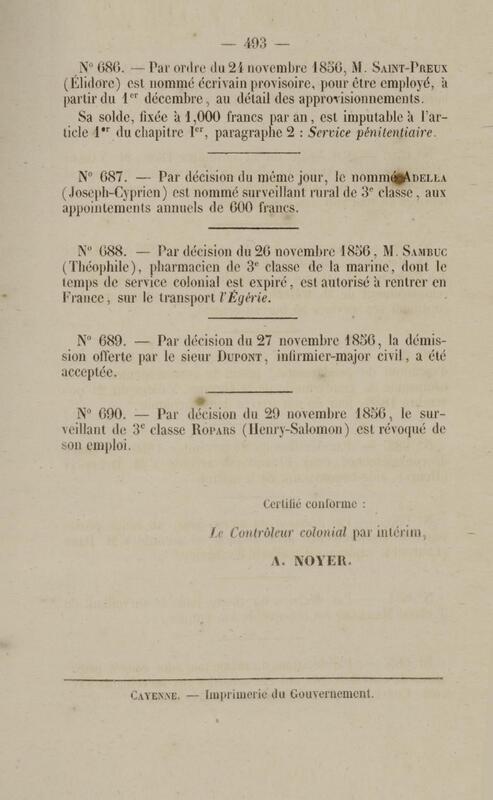 — 493 —
N° 686. — Par ordre du 24 novembre 1856, M. SAINT-PREUX
(Élidore) est nommé écrivain provisoire, pour être employé, à
partir du 1er décembre, au détail des approvisionnements.
Sa solde, fixée à 1,000 francs par an, est imputable à l'ar-
ticle 1er du chapitre Ier, paragraphe 2 : Service pénitentiaire.
N° 687. — Par décision du même jour, le nommé ADELLA
(Joseph-Cyprien) est nommé surveillant rural de 3e classe, aux
appointements annuels de 600 francs.
N° 688. — Par décision du 26 novembre 1856, M. SAMBUC
(Théophile), pharmacien de 3e classe de la marine, dont le
temps de service colonial est expiré, est autorisé à rentrer en
France, sur le transport l'Égérie.
N° 689. — Par décision du 27 novembre 1856, la démis-
sion offerte par le sieur DUPONT, infirmier-major civil, a été
acceptée.
N° 690. — Par décision du 29 novembre 1856, le sur-
veillant de 3e classe ROPARS (Henry-Salomon) est révoqué de
son emploi.
Certifié conforme :
Le Contrôleur colonial par intérim,
A. NOYER.
CAYENNE. — Imprimerie du Gouvernement.